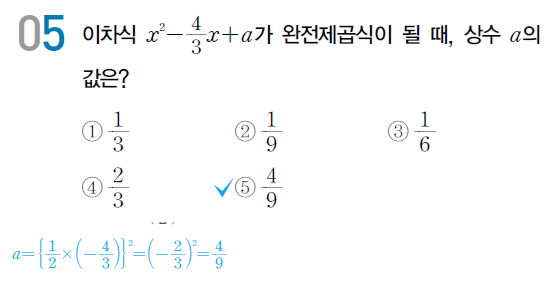 05 이차식 x²−4/3x+a가 완전제곱식이 될 때, 상수 a의
값은?
① 1/3 ② 1/9 ③ 1/6
④ 2/3 ✓⑤ 4/9
a={1/2×(−4/3)}²=(−2/3)²=4/9